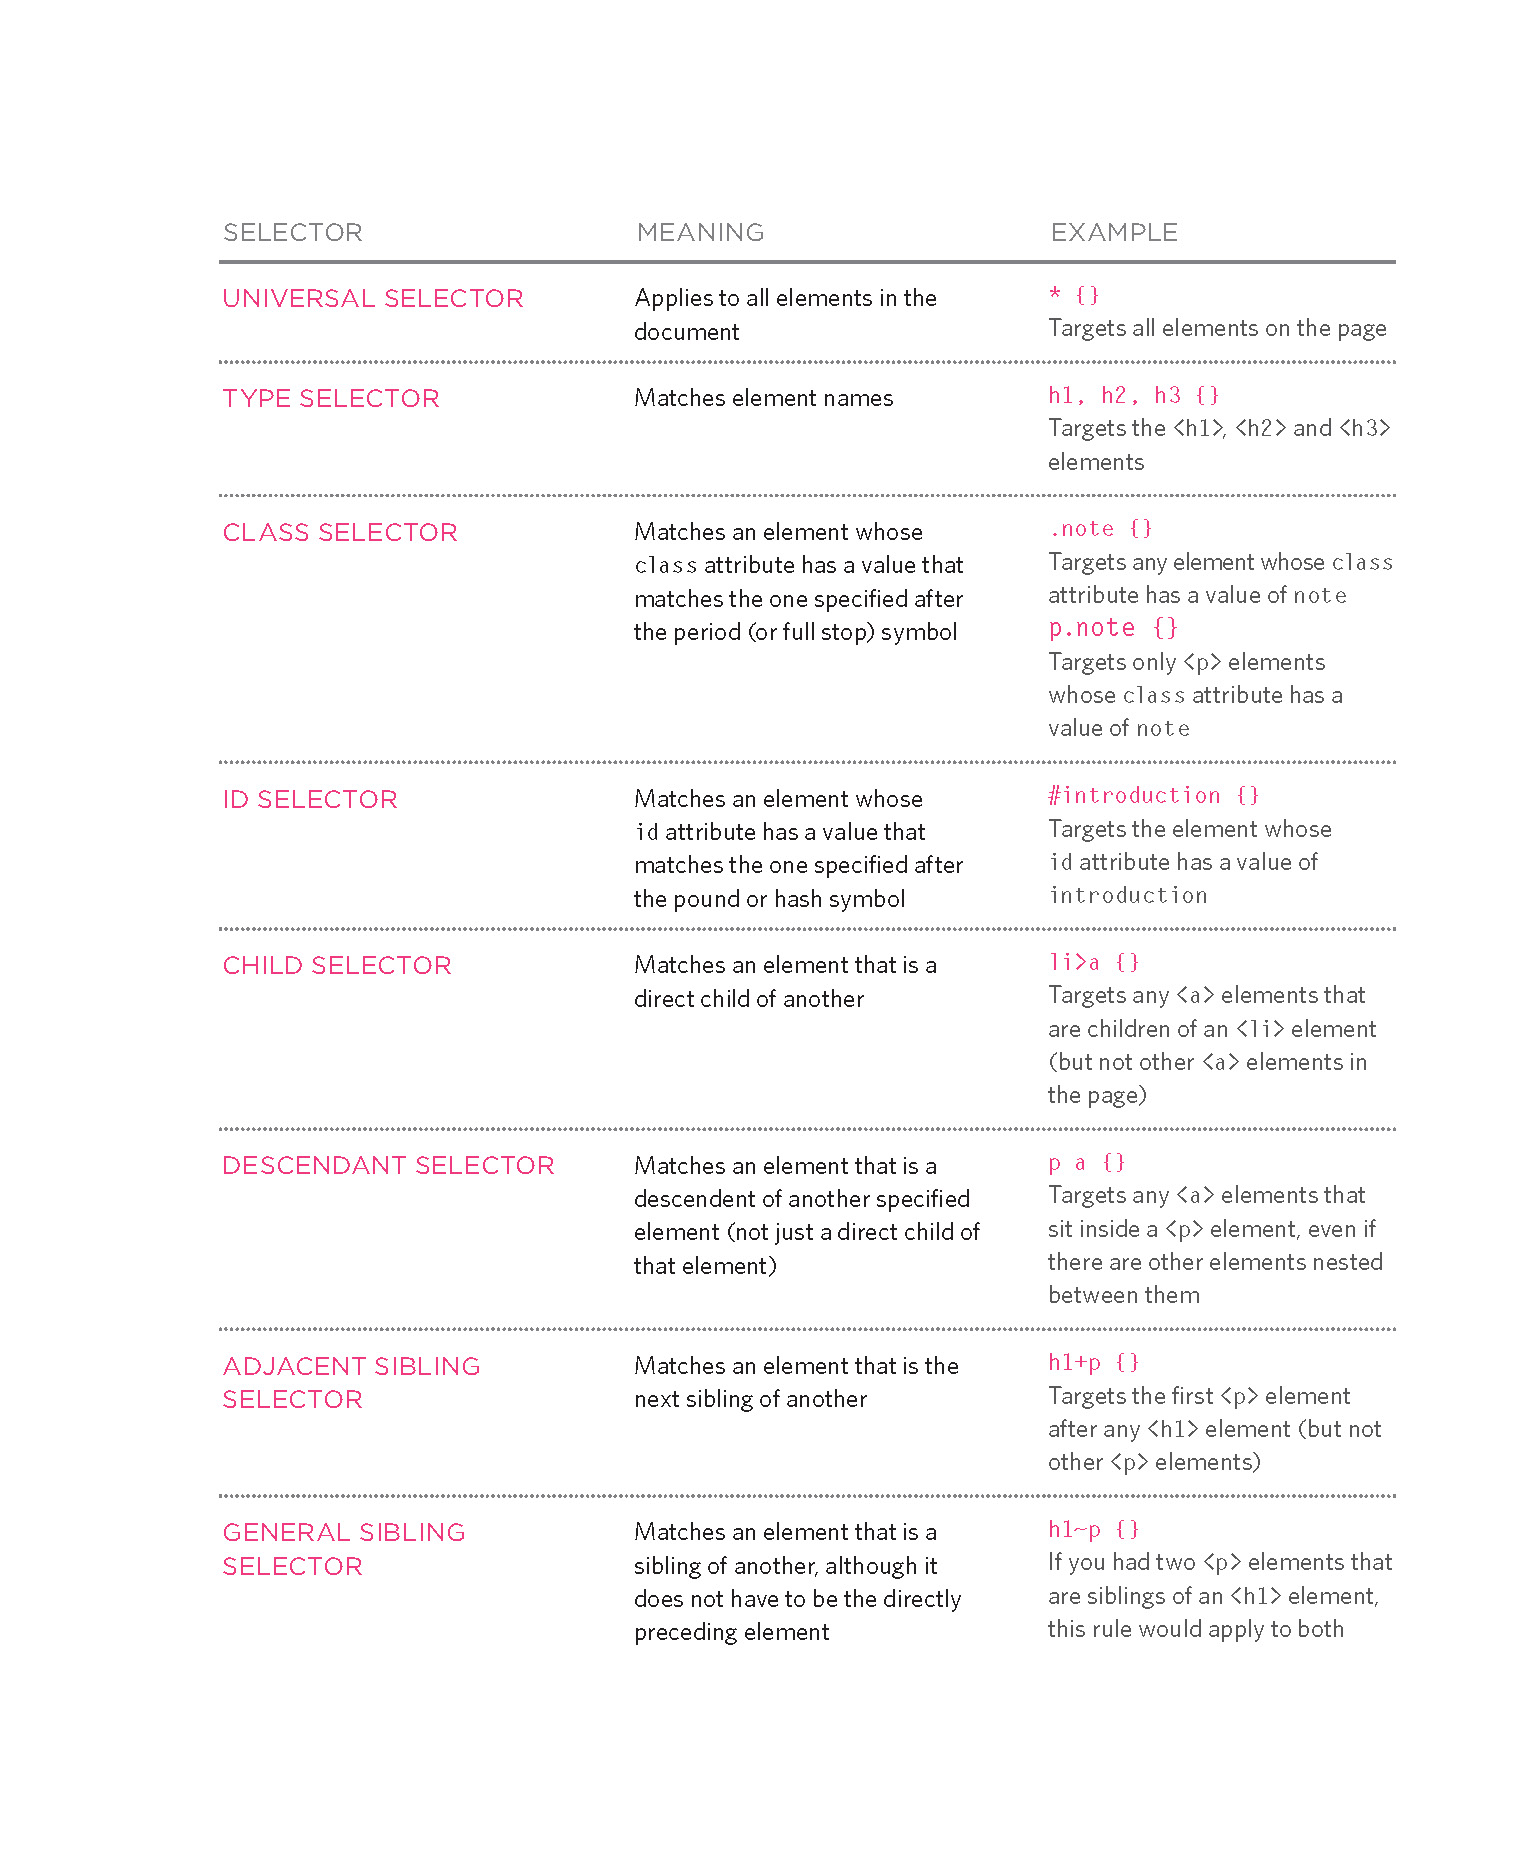 SELECTOR
MEANING
EXAMPLE
UNIVERSAL SELECTOR
Applies to all elements in the
document
* {}
Targets all elements on the page
TYPE SELECTOR
Matches element names
h1, h2, h3 {}
Targets the <h1>, <h2> and <h3>
elements
CLASS SELECTOR
Matches an element whose
class attribute has a value that
matches the one specified after
the period (or full stop) symbol
.note {}
Targets any element whose class
attribute has a value of note
p.note {}
Targets only <p> elements
whose class attribute has a
value of note
ID SELECTOR
Matches an element whose
id attribute has a value that
matches the one specified after
the pound or hash symbol
#introduction {}
Targets the element whose
id attribute has a value of
introduction
CHILD SELECTOR
Matches an element that is a
direct child of another
li>a {}
Targets any <a> elements that
are children of an <li> element
(but not other <a> elements in
the page)
DESCENDANT SELECTOR
Matches an element that is a
descendent of another specified
element (not just a direct child of
that element)
p a {}
Targets any <a> elements that
sit inside a <p> element, even if
there are other elements nested
between them
ADJACENT SIBLING
SELECTOR
Matches an element that is the
next sibling of another
h1+p {}
Targets the first <p> element
after any <h1> element (but not
other <p> elements)
GENERAL SIBLING
SELECTOR
Matches an element that is a
sibling of another, although it
does not have to be the directly
preceding element
h1~p {}
If you had two <p> elements that
are siblings of an <h1> element,
this rule would apply to both